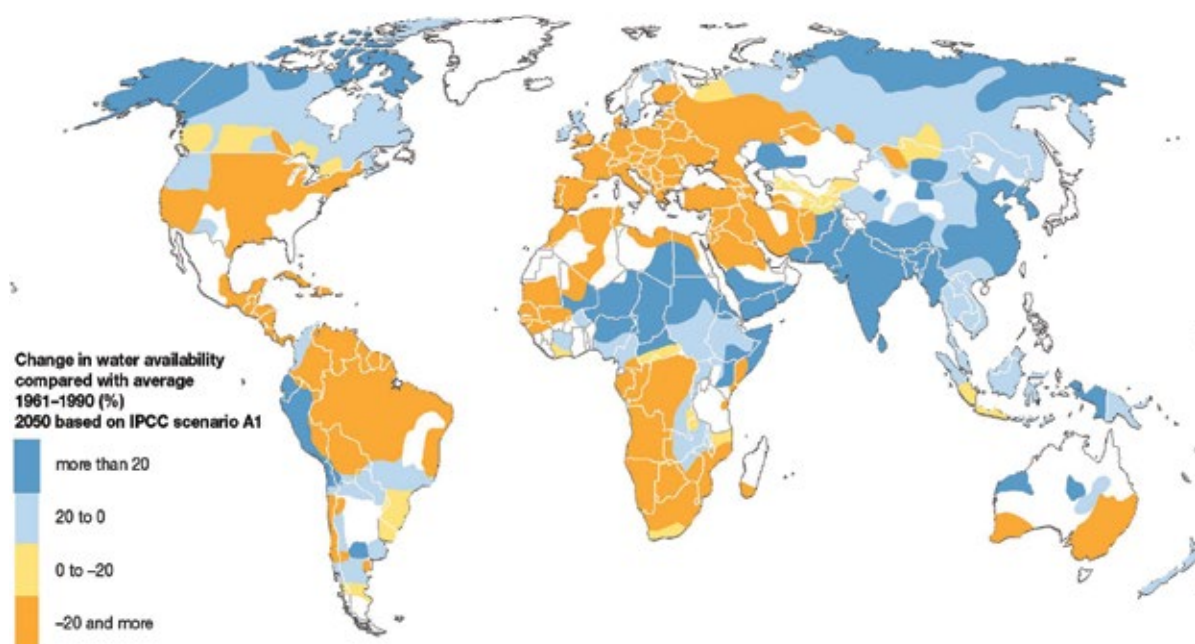 Change in water availability
compared with average
1961–1990 (%)
2050 based on IPCC scenario A1
more than 20
20 to 0
0 to –20
–20 and more